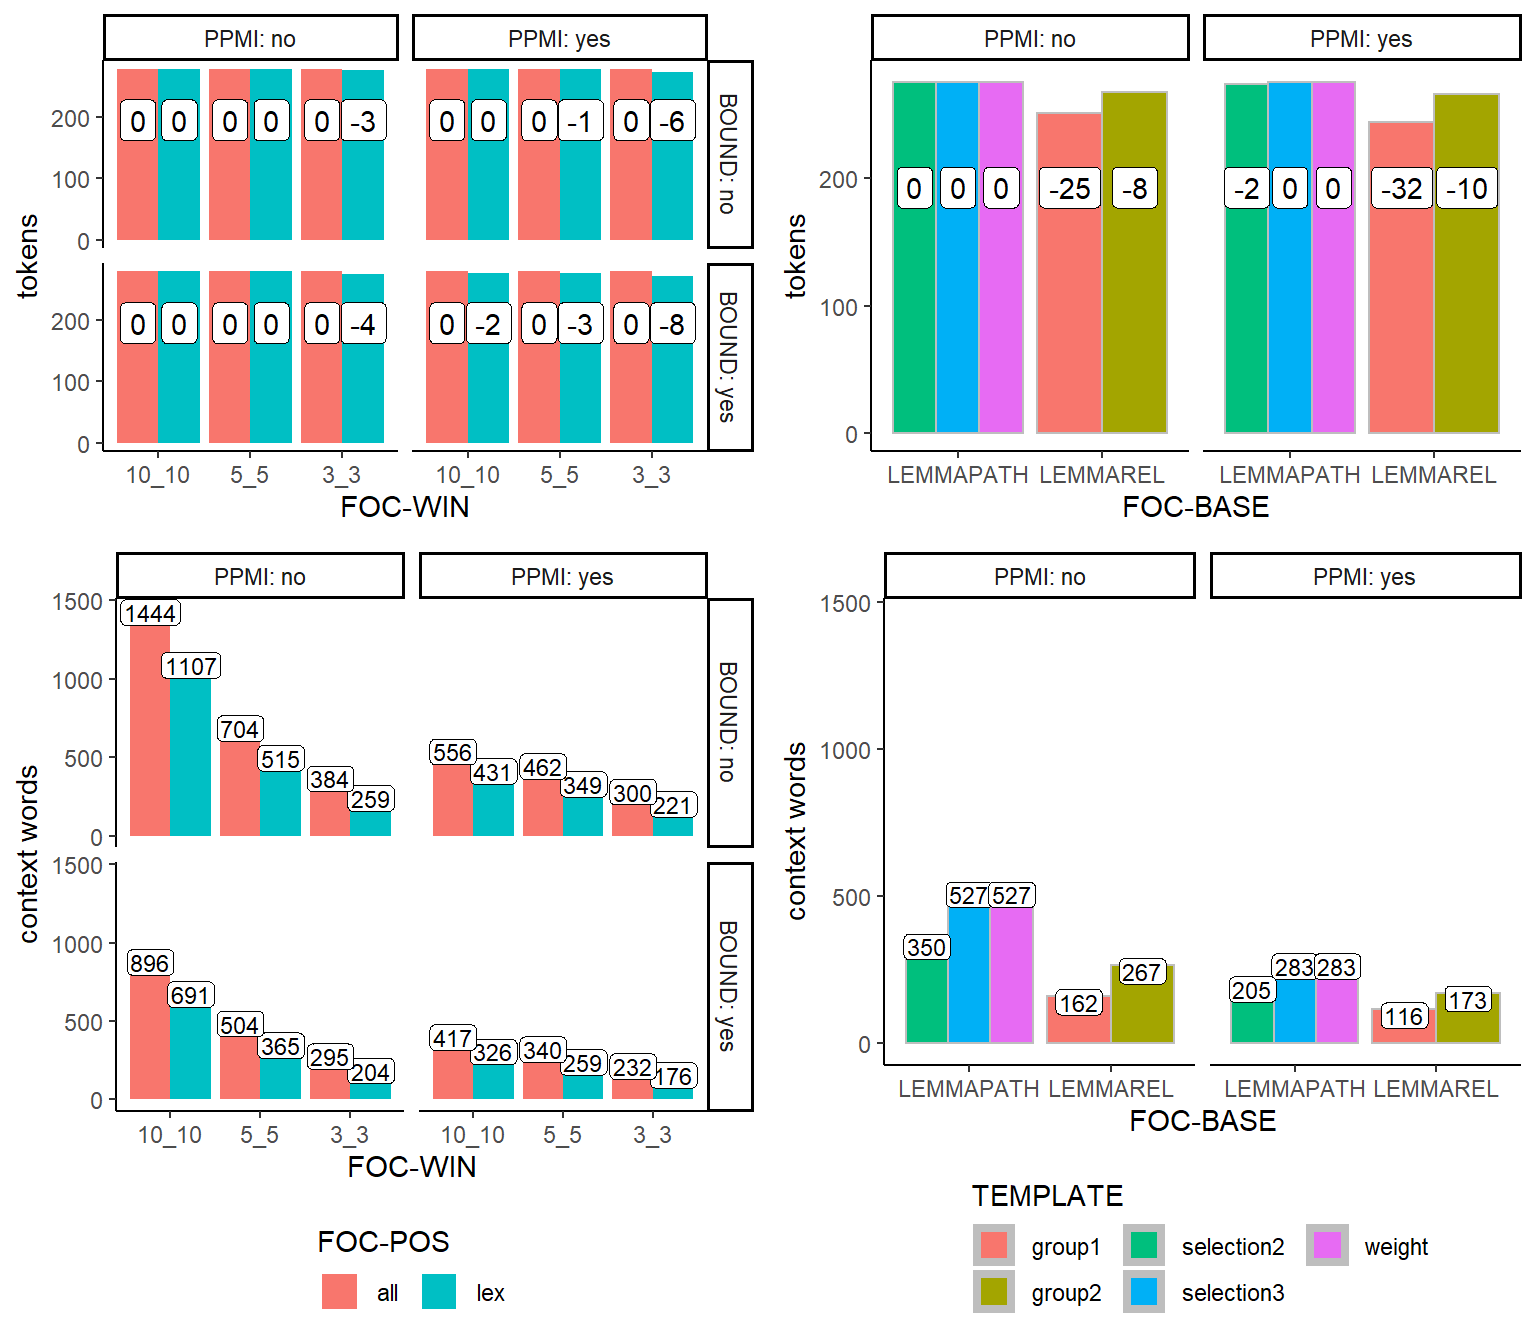 PPMI: no
PPMI: yes
tokens
200
100
0
0 0 0 0 0 -3
0 0 0 -1 0 -6
BOUND: no
200
100
0
0 0 0 0 0 -4
0 -2 0 -3 0 -8
BOUND: yes
10_10 5_5 3_3
10_10 5_5 3_3
FOC-WIN
PPMI: no
PPMI: yes
tokens
200
100
0
0 0 0 -25 -8
-2 0 0 -32 -10
LEMMAPATH LEMMAREL
LEMMAPATH LEMMAREL
FOC-BASE
PPMI: no
PPMI: yes
context words
1500
1000
500
0
1444 1107 704 515 384 259
556 431 462 349 300 221
BOUND: no
1500
1000
500
0
896 691 504 365 295 204
417 326 340 259 232 176
BOUND: yes
10_10 5_5 3_3
10_10 5_5 3_3
FOC-WIN
FOC-POS
all lex
PPMI: no
PPMI: yes
context words
1500
1000
500
0
350 527 527 162 267
205 283 283 116 173
LEMMAPATH LEMMAREL
LEMMAPATH LEMMAREL
FOC-BASE
TEMPLATE
group1 selection2 weight
group2 selection3